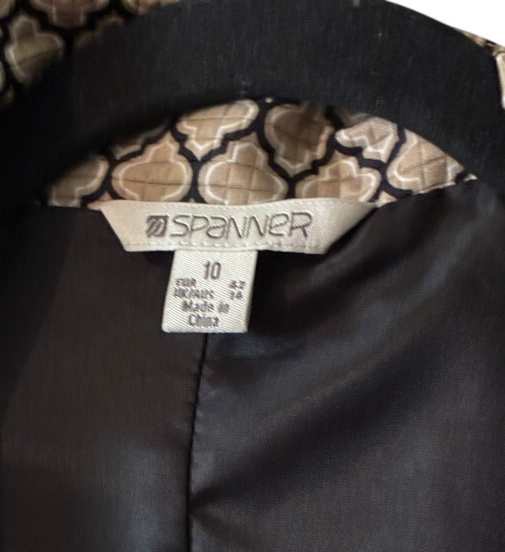 SPANNER
10
EUR 42
UK/AUS 14
Made in
China